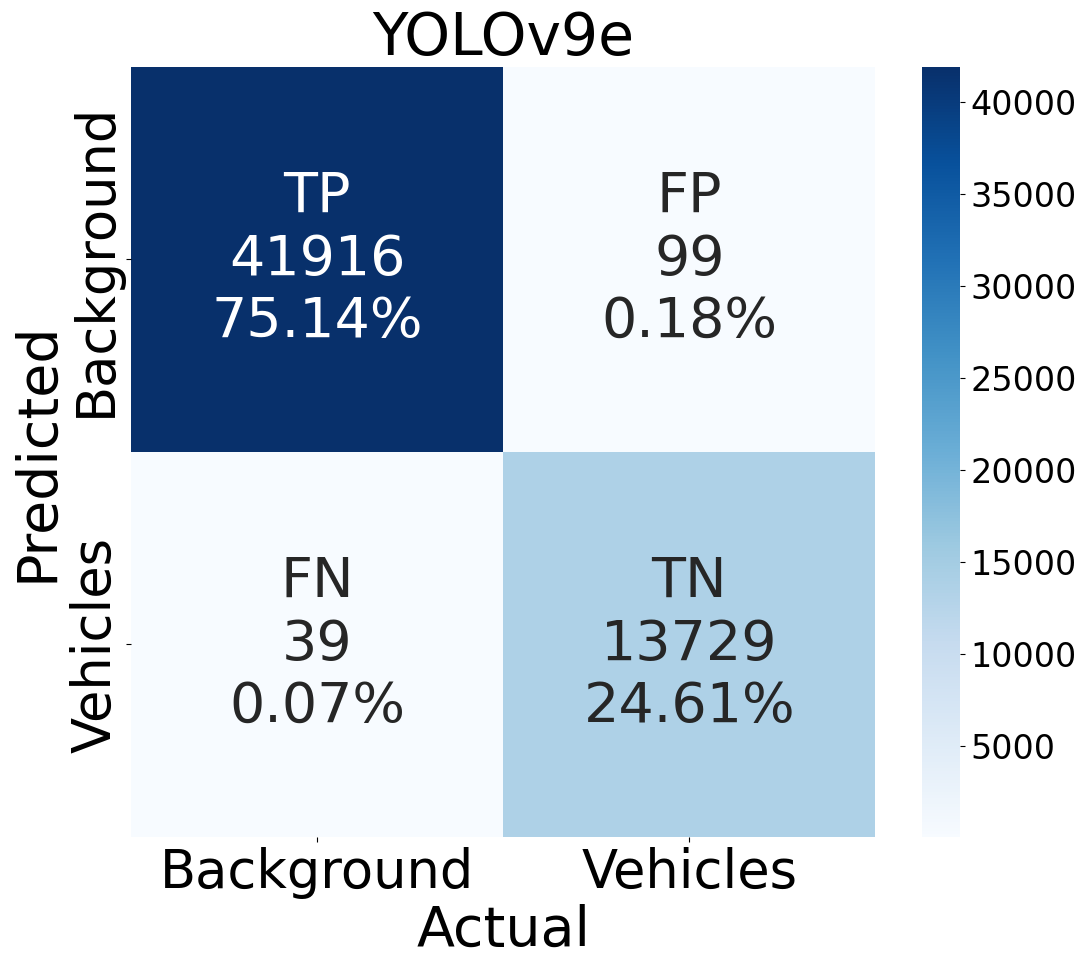 YOLOv9e
Predicted
Background
Vehicles
TP
41916
75.14%
FP
99
0.18%
FN
39
0.07%
TN
13729
24.61%
Background
Vehicles
Actual
40000
35000
30000
25000
20000
15000
10000
5000